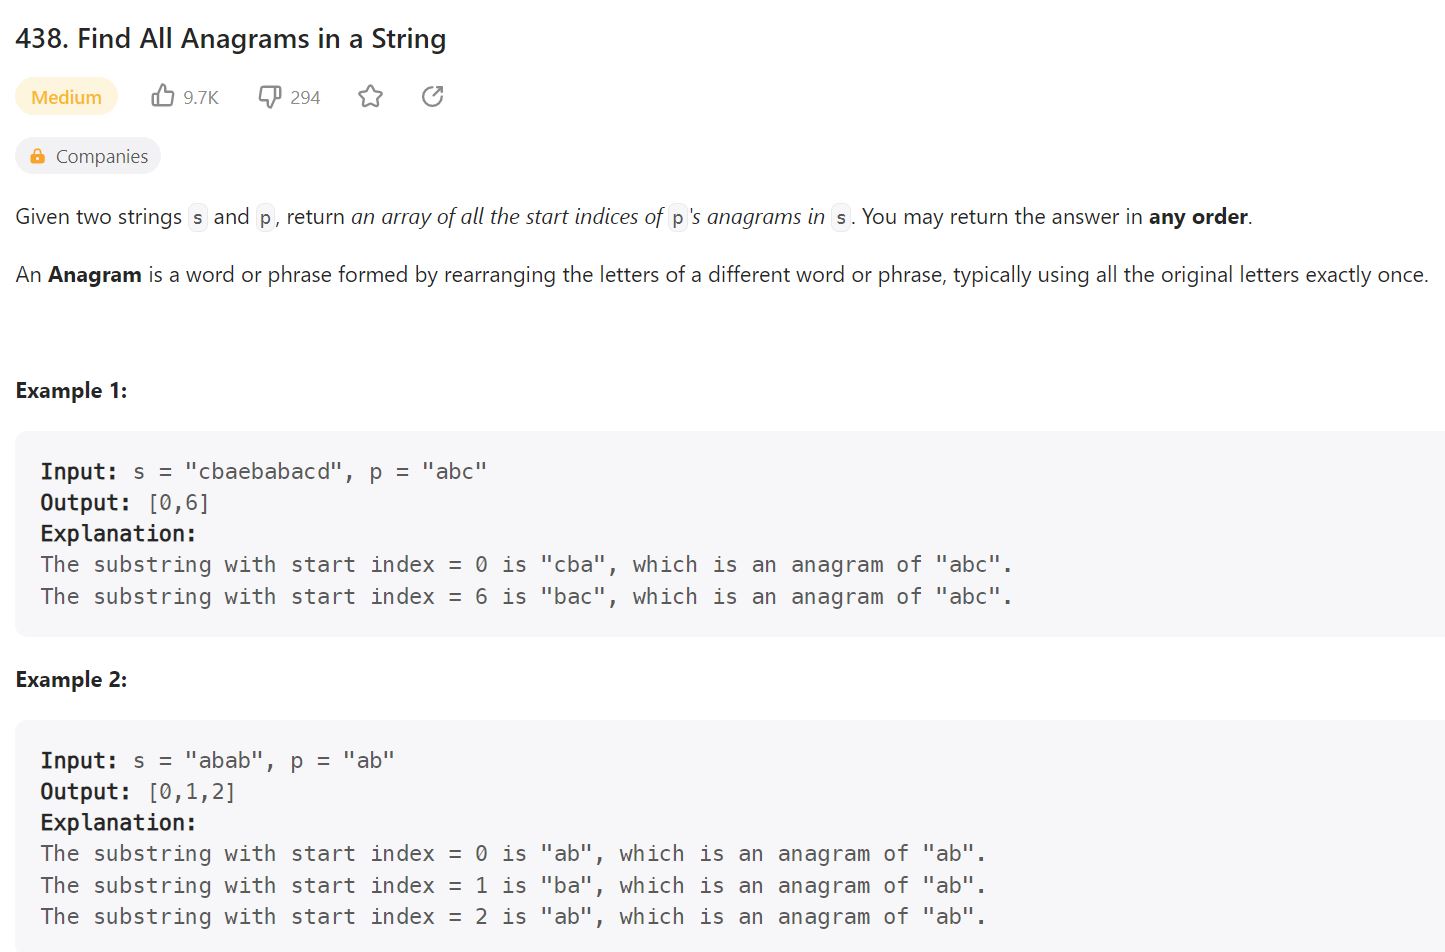 438. Find All Anagrams in a String
Medium 9.7K 294
Companies
Given two strings s and p, return an array of all the start indices of p's anagrams in s. You may return the answer in any order.
An Anagram is a word or phrase formed by rearranging the letters of a different word or phrase, typically using all the original letters exactly once.
Example 1:
Input: s = "cbaebabacd", p = "abc"
Output: [0,6]
Explanation:
The substring with start index = 0 is "cba", which is an anagram of "abc".
The substring with start index = 6 is "bac", which is an anagram of "abc".
Example 2:
Input: s = "abab", p = "ab"
Output: [0,1,2]
Explanation:
The substring with start index = 0 is "ab", which is an anagram of "ab".
The substring with start index = 1 is "ba", which is an anagram of "ab".
The substring with start index = 2 is "ab", which is an anagram of "ab".